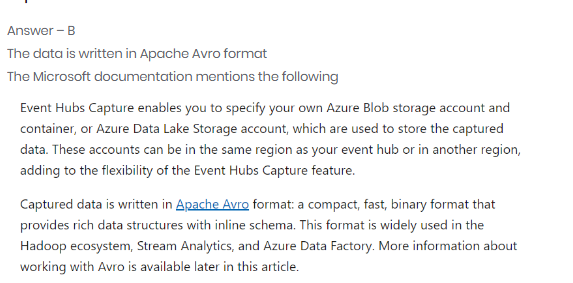 Answer – B
The data is written in Apache Avro format
The Microsoft documentation mentions the following
Event Hubs Capture enables you to specify your own Azure Blob storage account and
container, or Azure Data Lake Storage account, which are used to store the captured
data. These accounts can be in the same region as your event hub or in another region,
adding to the flexibility of the Event Hubs Capture feature.
Captured data is written in Apache Avro format: a compact, fast, binary format that
provides rich data structures with inline schema. This format is widely used in the
Hadoop ecosystem, Stream Analytics, and Azure Data Factory. More information about
working with Avro is available later in this article.